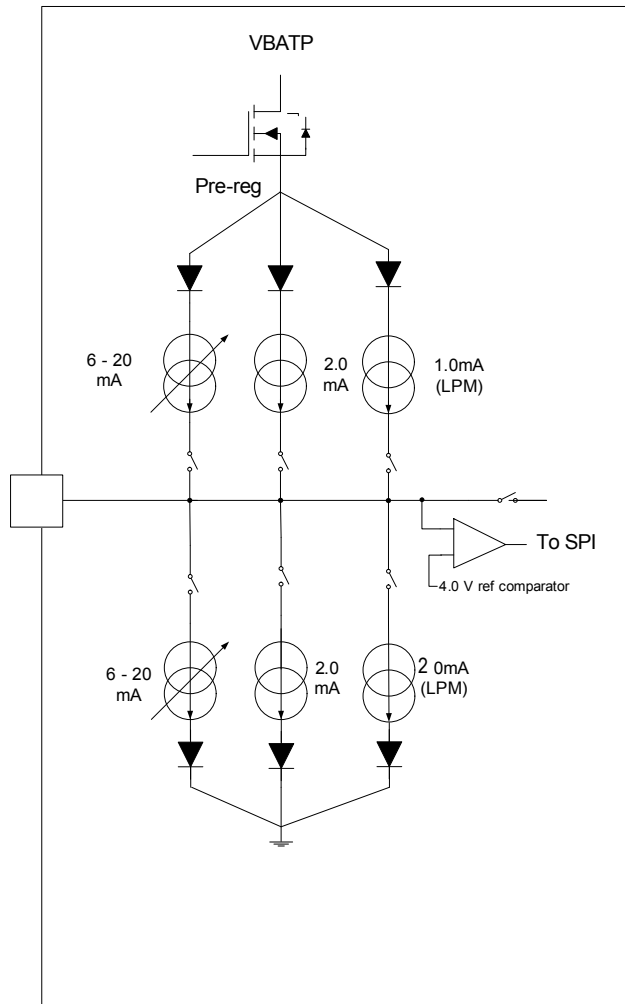 VBATP
Pre-reg
6 - 20
mA
2.0
mA
1.0mA
(LPM)
To SPI
4.0 V ref comparator
6 - 20
mA
2.0
mA
2 0mA
(LPM)